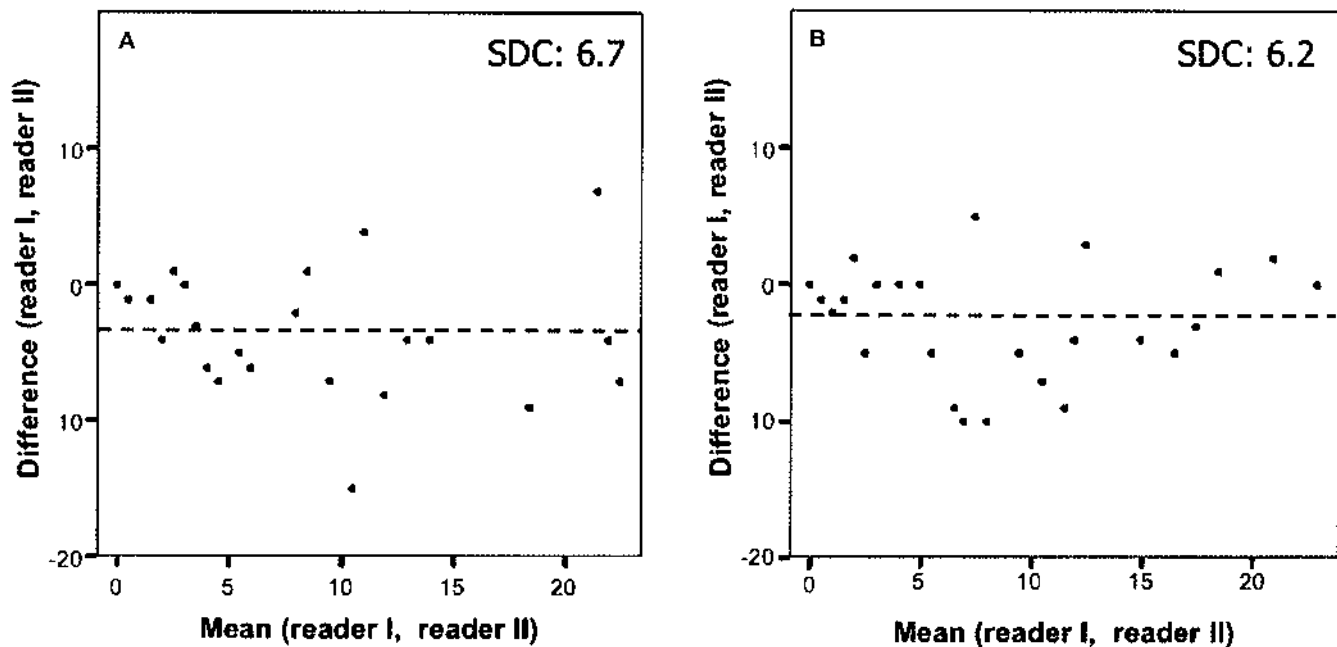 A
SDC: 6.7
Difference (reader I, reader II)
10
0
10
-20
0 5 10 15 20
Mean (reader I, reader II)
B
SDC: 6.2
Difference (reader I, reader II)
10
0
10
-20
0 5 10 15 20
Mean (reader I, reader II)